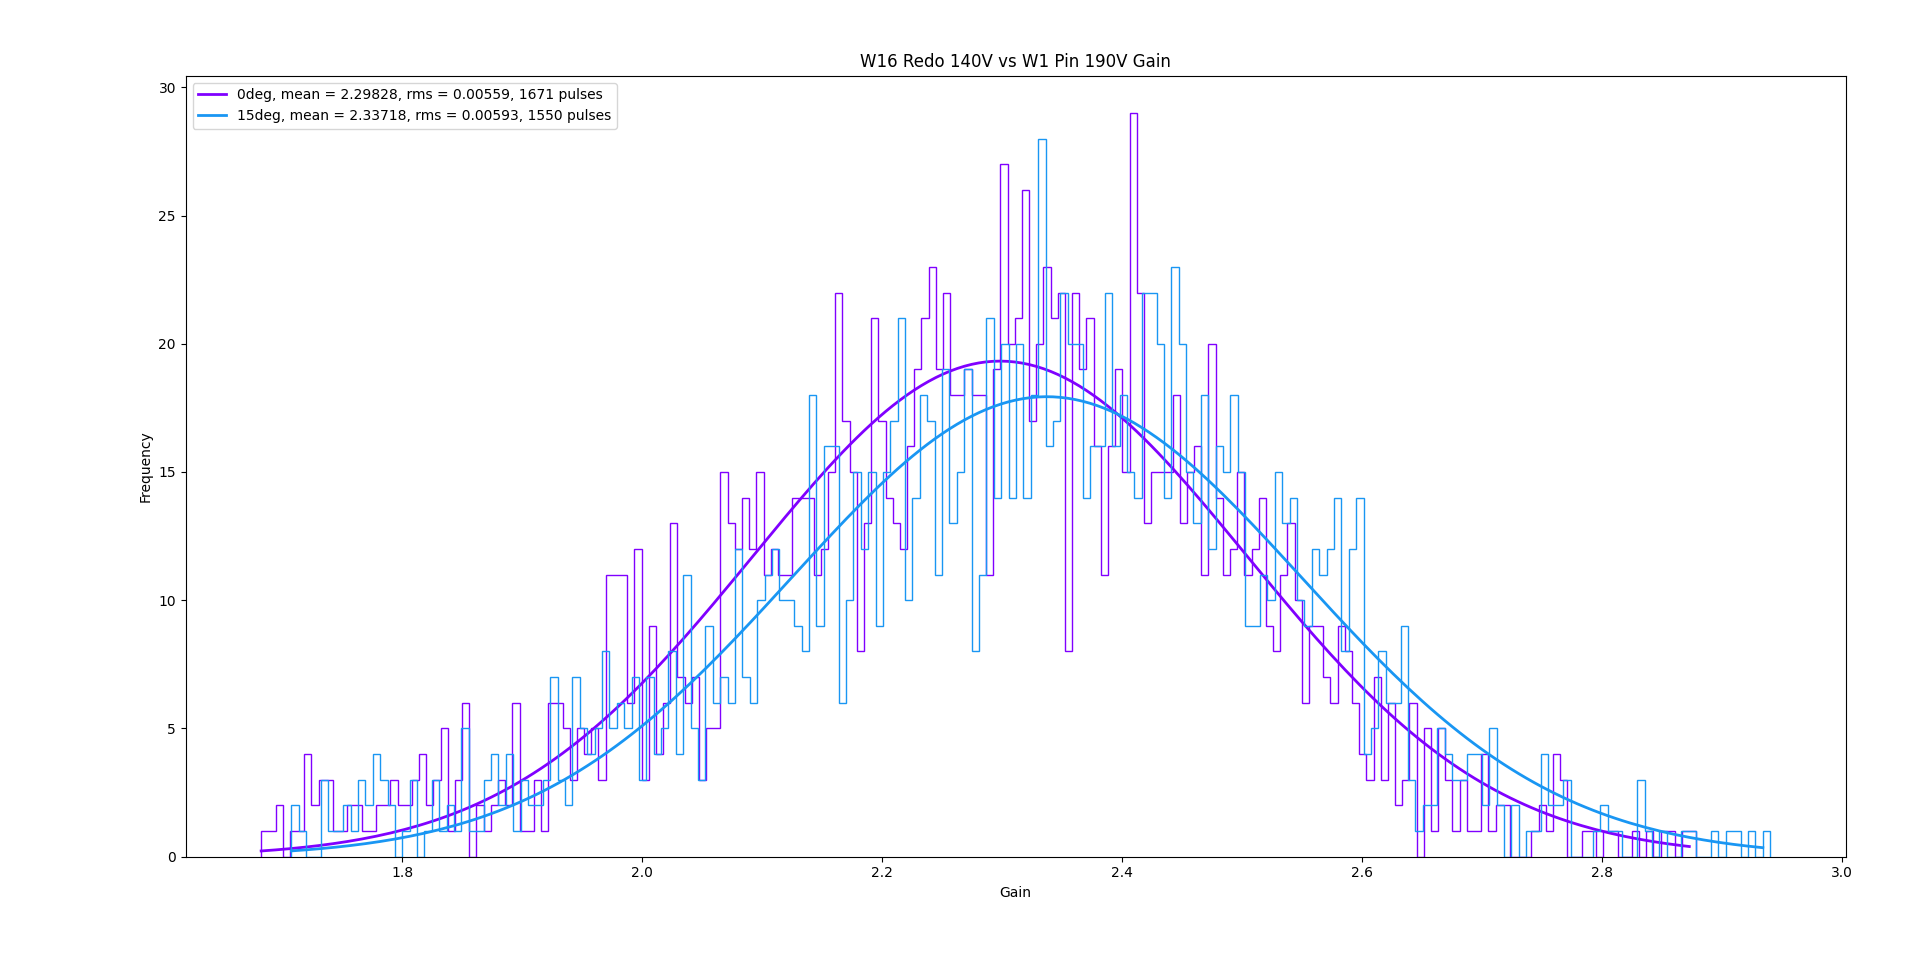 W16 Redo 140V vs W1 Pin 190V Gain
0deg, mean = 2.29828, rms = 0.00559, 1671 pulses
15deg, mean = 2.33718, rms = 0.00593, 1550 pulses
30
25
20
15
10
5
0
Frequency
1.8 2.0 2.2 2.4 2.6 2.8 3.0
Gain